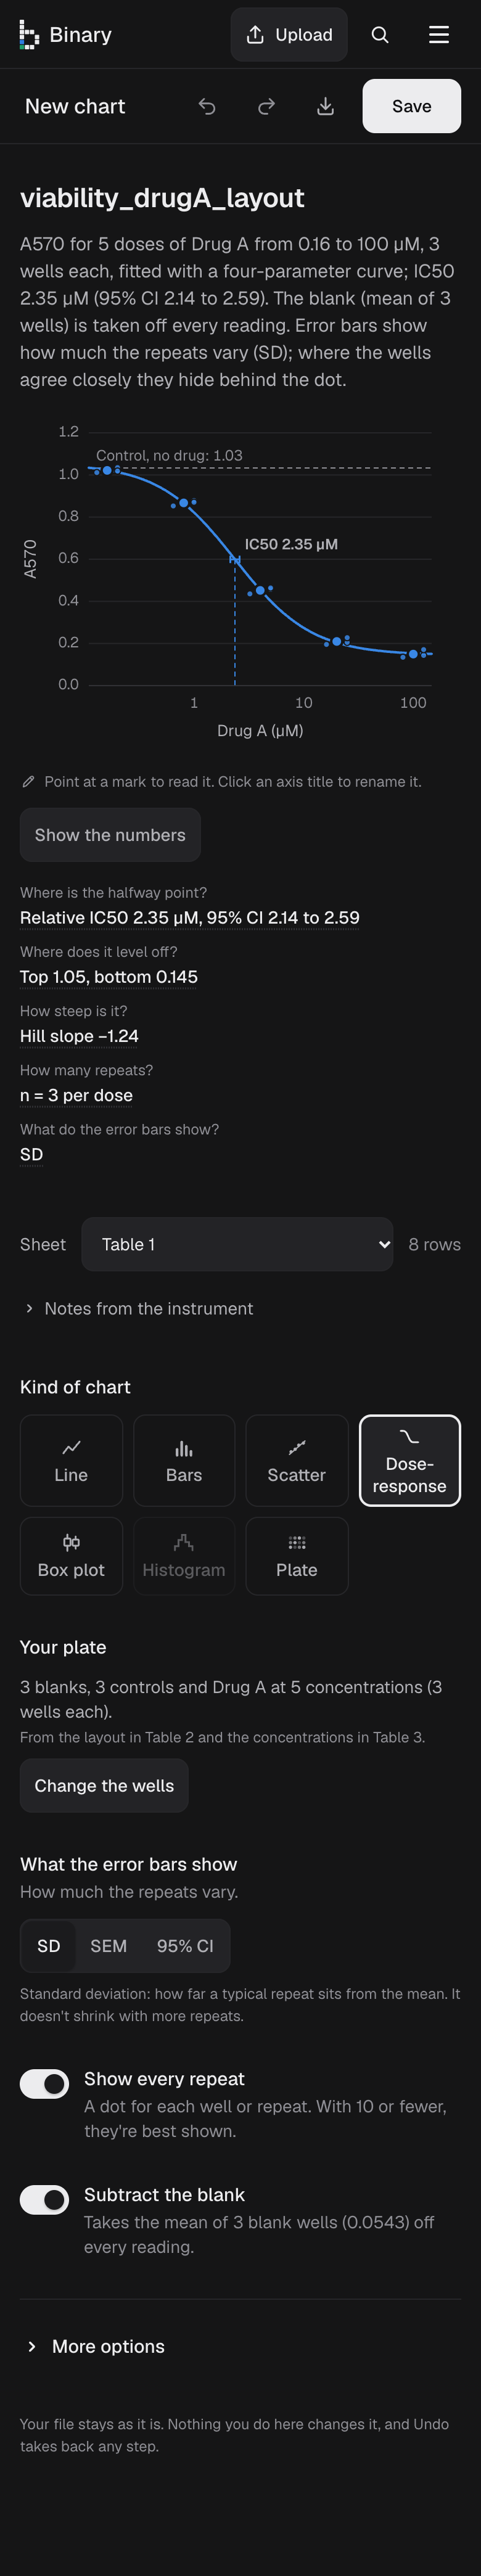 Binary
Upload
New chart
Save
viability_drugA_layout
A570 for 5 doses of Drug A from 0.16 to 100 µM, 3
wells each, fitted with a four-parameter curve; IC50
2.35 µM (95% CI 2.14 to 2.59). The blank (mean of 3
wells) is taken off every reading. Error bars show
how much the repeats vary (SD); where the wells
agree closely they hide behind the dot.
1.2
Control, no drug: 1.03
1.0
0.8
IC50 2.35 µM
0.6
A570
0.4
0.2
0.0
1
10
100
Drug A (µM)
Point at a mark to read it. Click an axis title to rename it.
Show the numbers
Where is the halfway point?
Relative IC50 2.35 µM, 95% CI 2.14 to 2.59
Where does it level off?
Top 1.05, bottom 0.145
How steep is it?
Hill slope −1.24
How many repeats?
n = 3 per dose
What do the error bars show?
SD
Sheet
Table 1
8 rows
Notes from the instrument
Kind of chart
Line
Bars
Scatter
Dose-
response
Box plot
Histogram
Plate
Your plate
3 blanks, 3 controls and Drug A at 5 concentrations (3
wells each).
From the layout in Table 2 and the concentrations in Table 3.
Change the wells
What the error bars show
How much the repeats vary.
SD
SEM
95% CI
Standard deviation: how far a typical repeat sits from the mean. It
doesn't shrink with more repeats.
Show every repeat
A dot for each well or repeat. With 10 or fewer,
they're best shown.
Subtract the blank
Takes the mean of 3 blank wells (0.0543) off
every reading.
More options
Your file stays as it is. Nothing you do here changes it, and Undo
takes back any step.